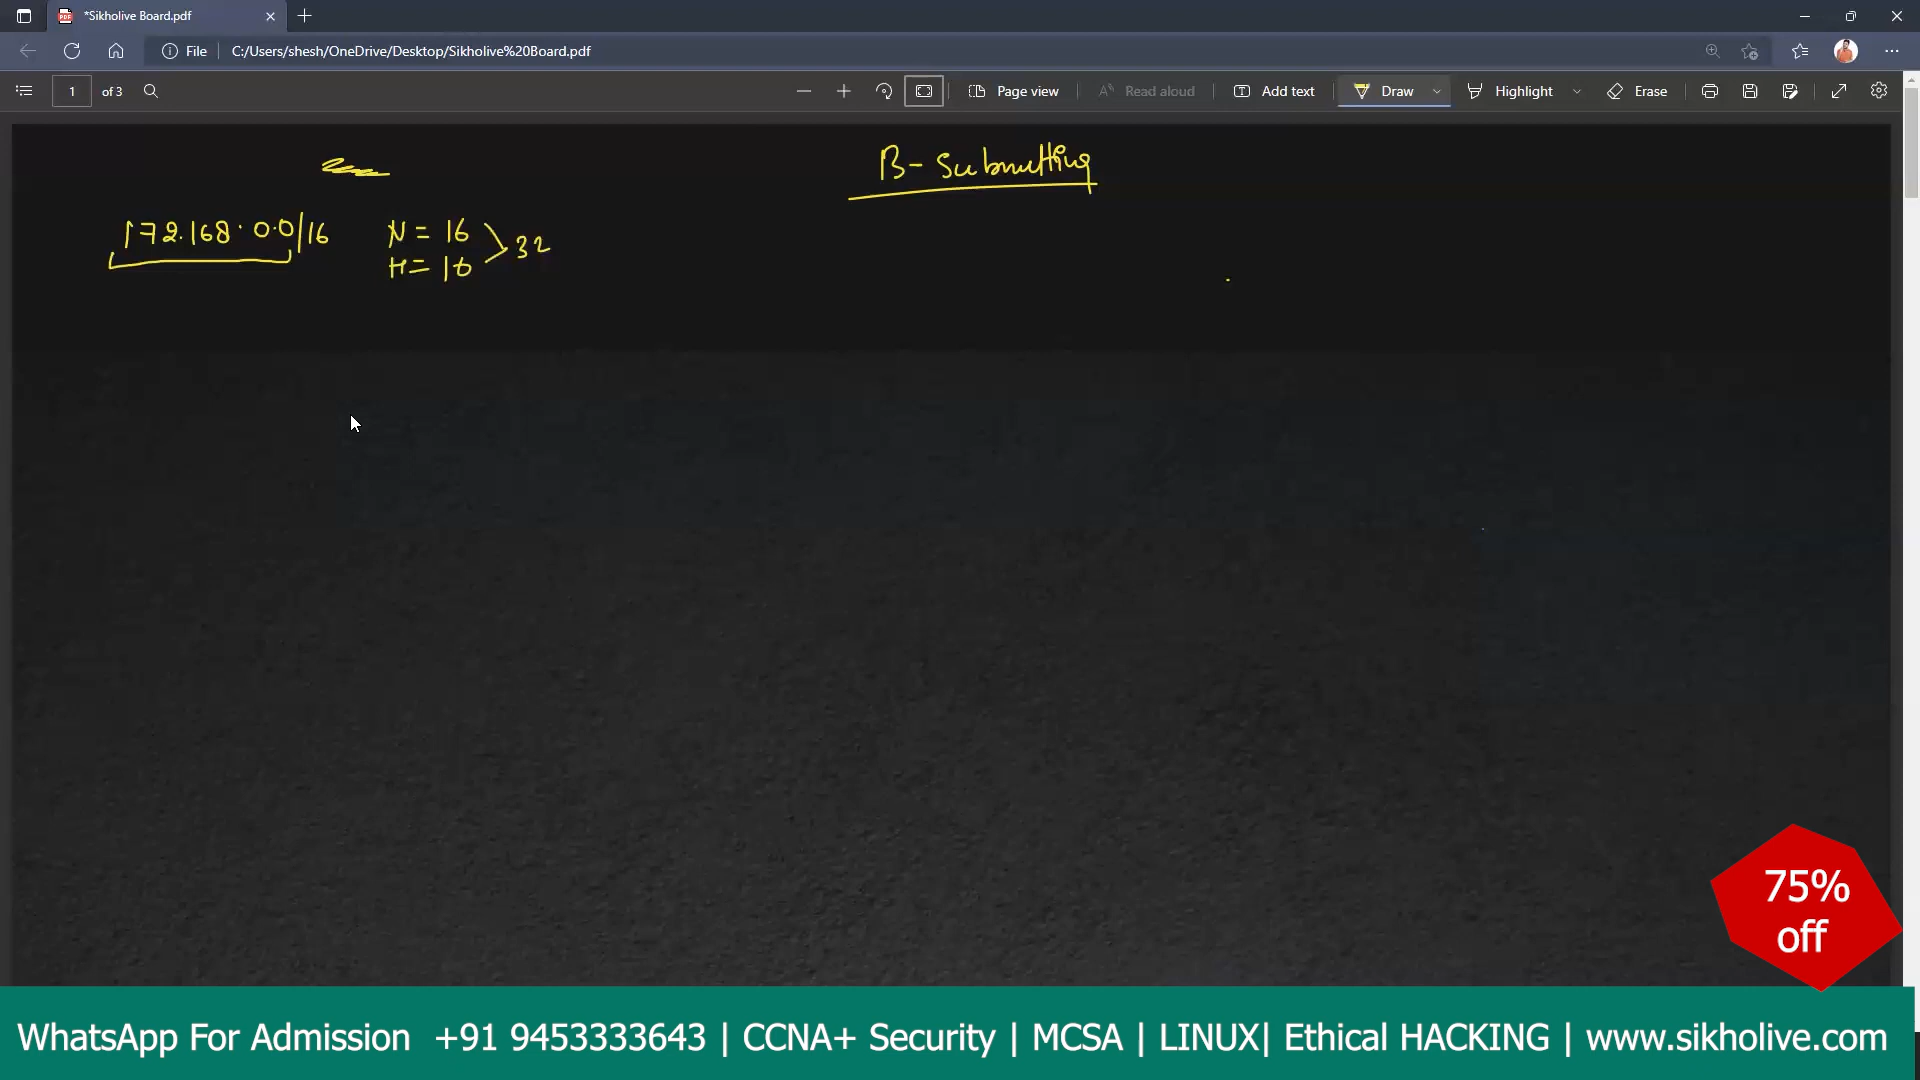 *Sikholive Board.pdf
File C:/Users/shesh/OneDrive/Desktop/Sikholive%20Board.pdf
1 of 3 Page view Read aloud Add text Draw Highlight Erase
B- Subnetting
172.168.0.0/16 N = 16
H = 16
32
75%
off
WhatsApp For Admission +91 9453333643 | CCNA+ Security | MCSA | LINUX| Ethical HACKING | www.sikholive.com